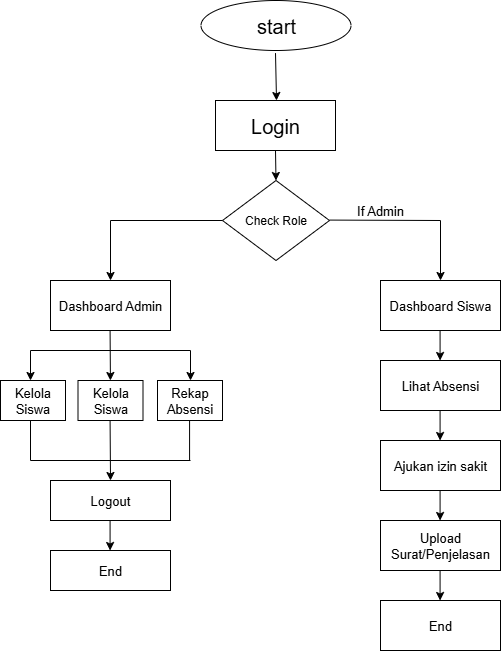 start
Login
Check Role
If Admin
Dashboard Admin
Dashboard Siswa
Kelola
Siswa
Kelola
Siswa
Rekap
Absensi
Lihat Absensi
Ajukan izin sakit
Logout
Upload
Surat/Penjelasan
End
End